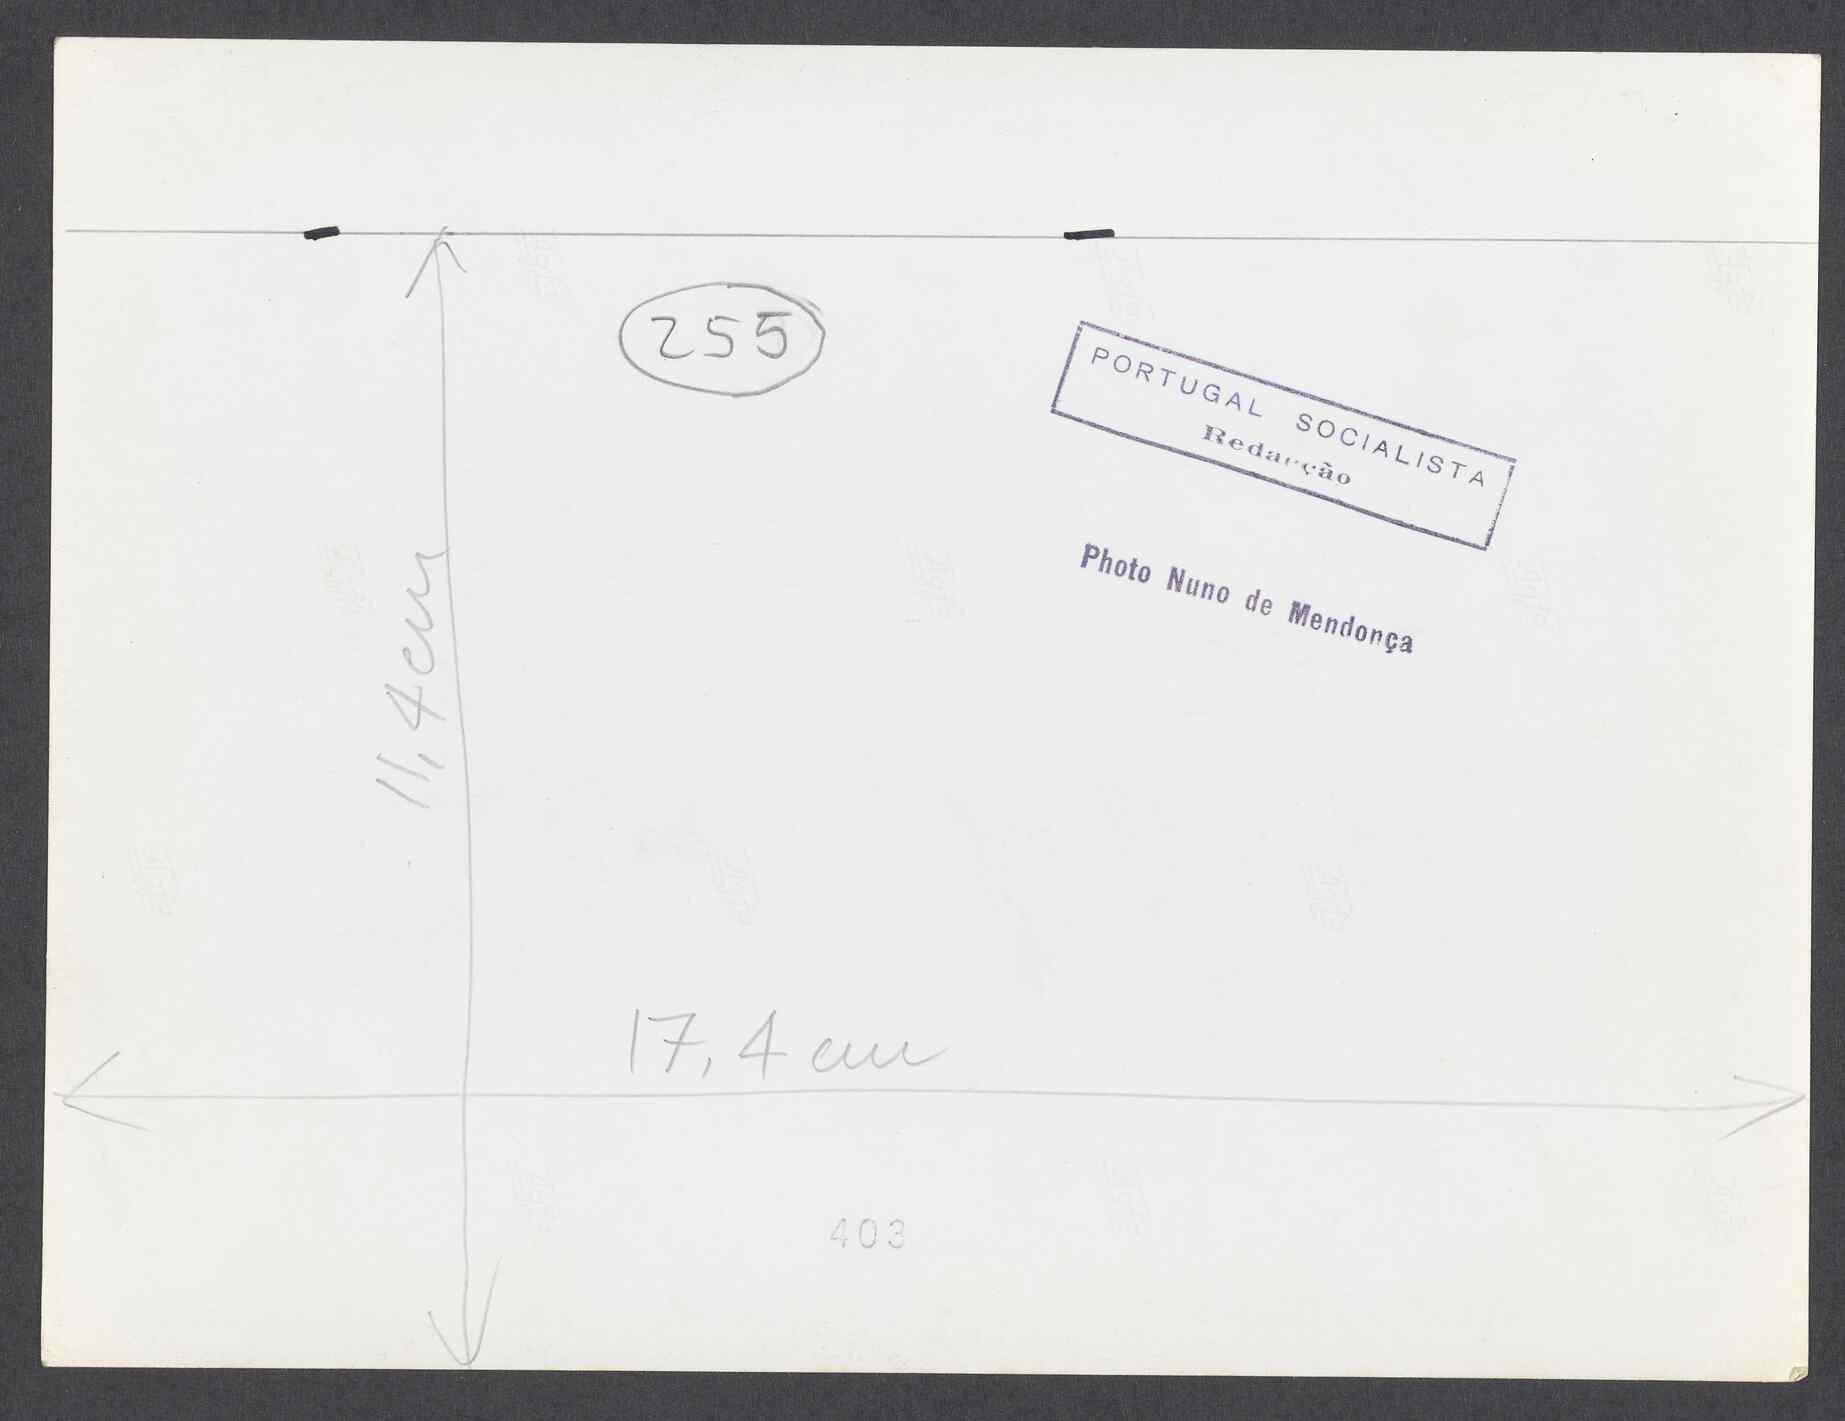 255
PORTUGAL SOCIALISTA
Redacção
Photo Nuno de Mendonça
11,4 cm
17,4 cm
403